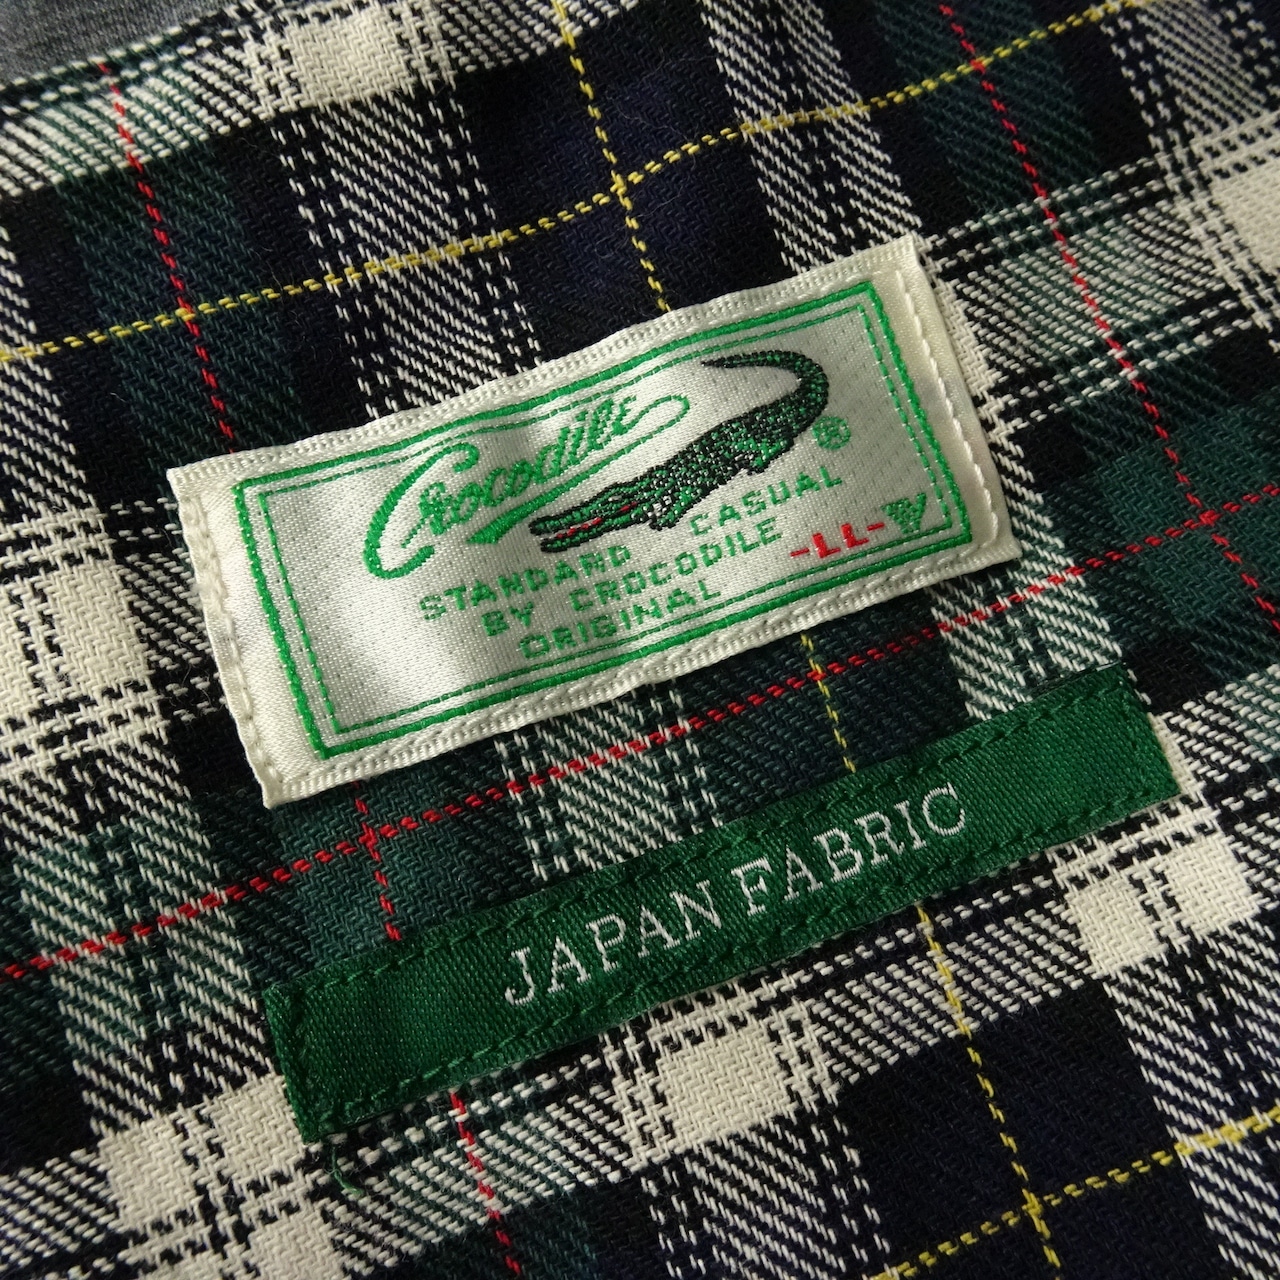 Crocodile
®
STANDARD CASUAL
BY CROCODILE
ORIGINAL
-LL-
JAPAN FABRIC